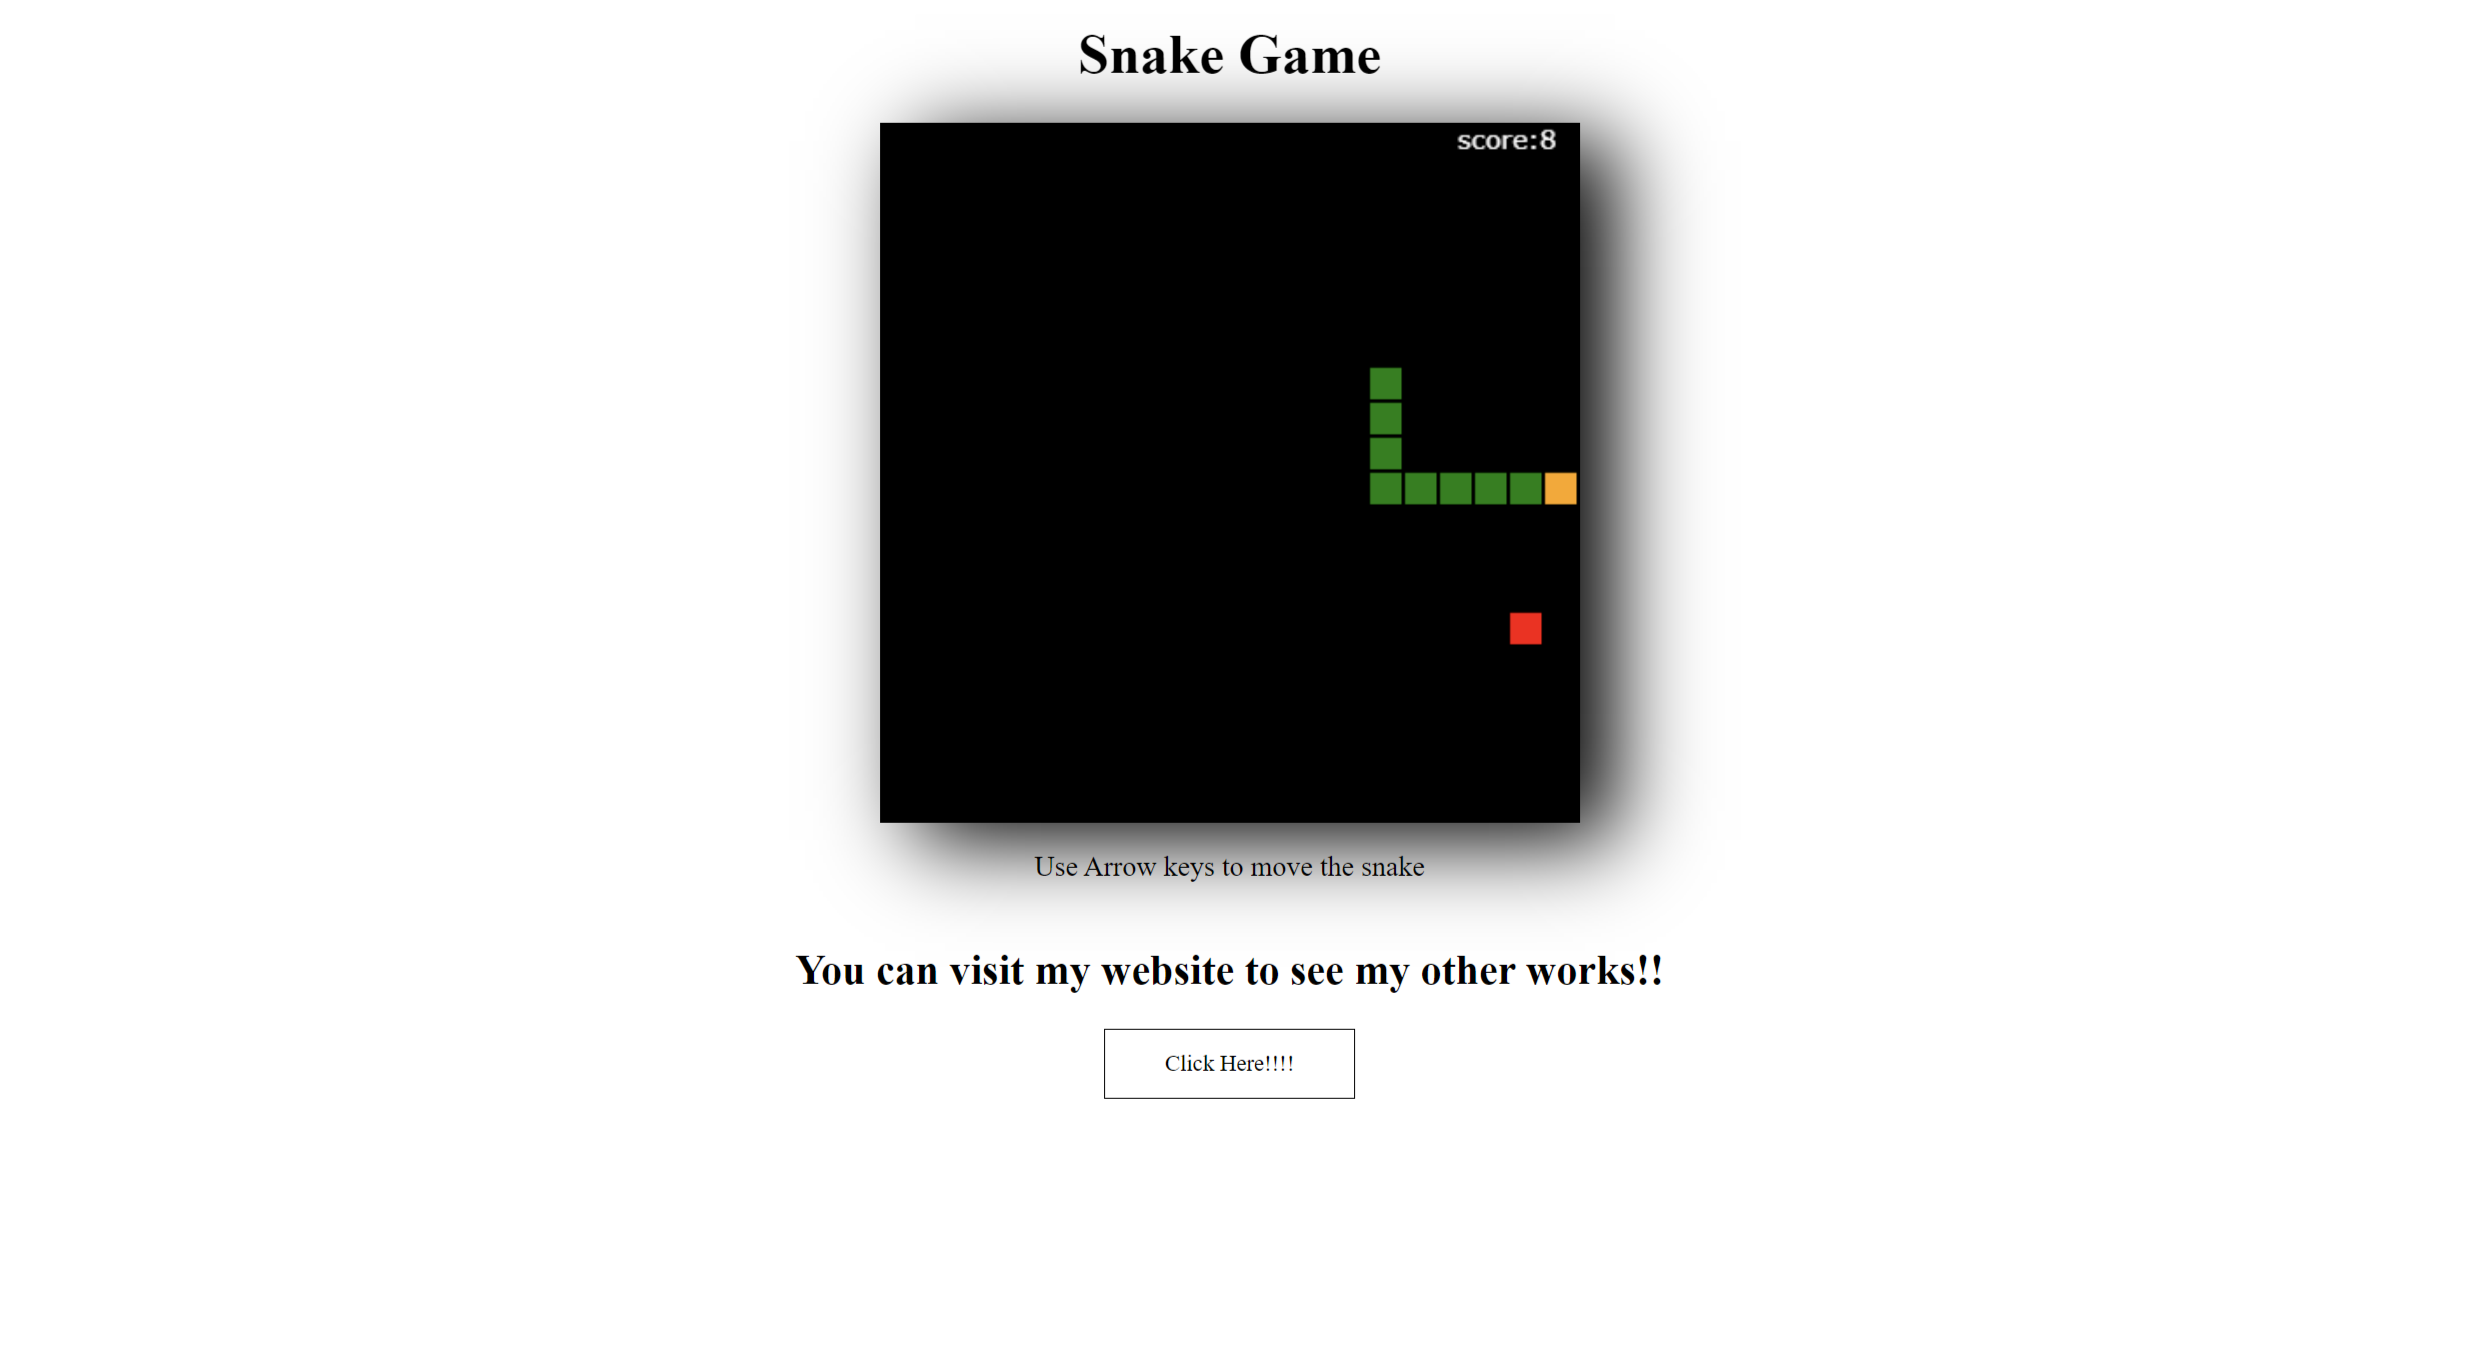 Snake Game
score:8
Use Arrow keys to move the snake
You can visit my website to see my other works!!
Click Here!!!!